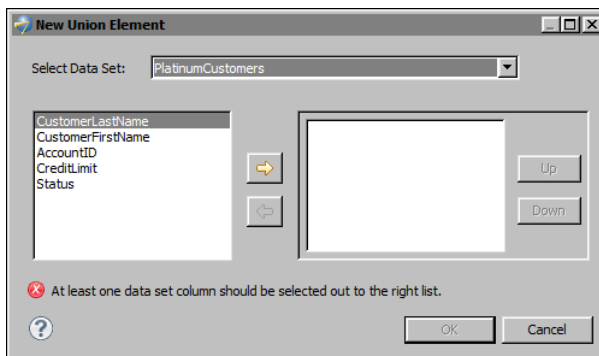 New Union Element
Select Data Set: PlatinumCustomers
CustomerLastName
CustomerFirstName
AccountID
CreditLimit
Status
Up
Down
At least one data set column should be selected out to the right list.
?
OK
Cancel